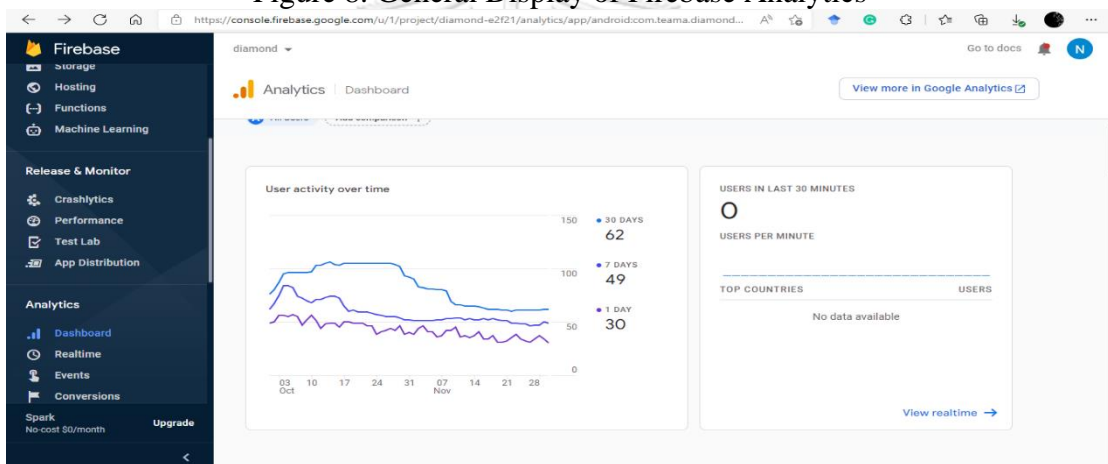 Figure 8. General Display of Firebase Analytics
https://console.firebase.google.com/u/1/project/diamond-e2f21/analytics/app/android:com.teama.diamond...
Firebase
diamond
Go to docs
N
Storage
Hosting
Functions
Machine Learning
Release & Monitor
Crashlytics
Performance
Test Lab
App Distribution
Analytics
Dashboard
Realtime
Events
Conversions
Spark
No-cost $0/month
Upgrade
Analytics
Dashboard
View more in Google Analytics
User activity over time
150
100
50
0
03 10 17 24 31 07 14 21 28
Oct Nov
30 DAYS
62
7 DAYS
49
1 DAY
30
USERS IN LAST 30 MINUTES
0
USERS PER MINUTE
TOP COUNTRIES USERS
No data available
View realtime